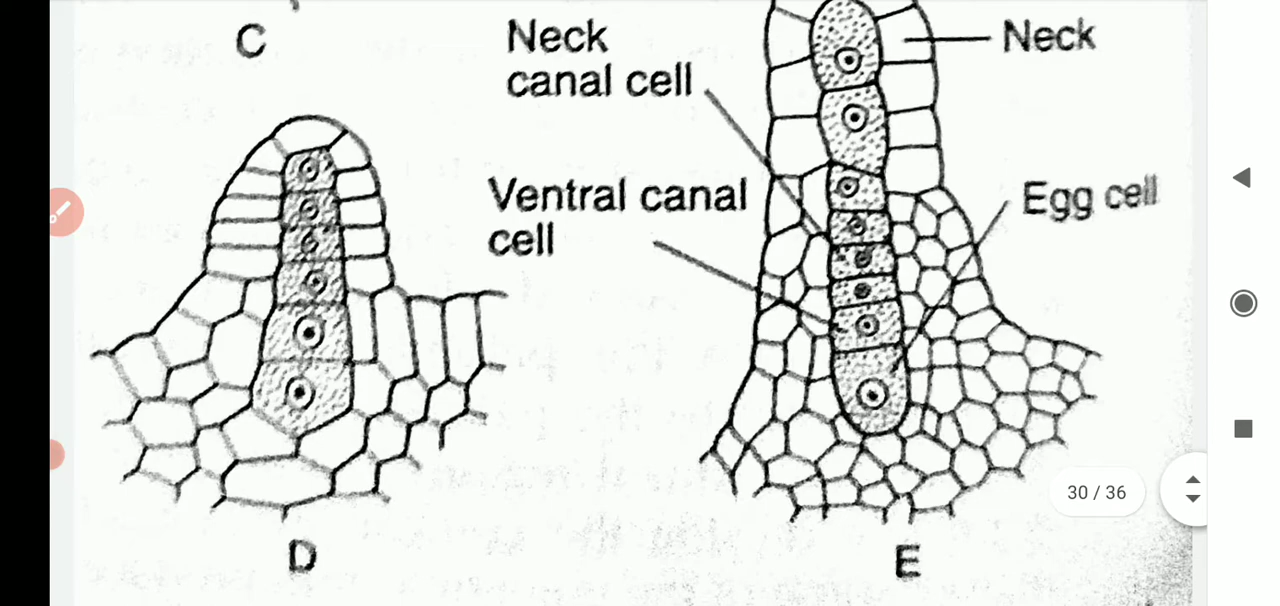 C
Neck
canal cell
Neck
Ventral canal
cell
Egg cell
30 / 36
D
E